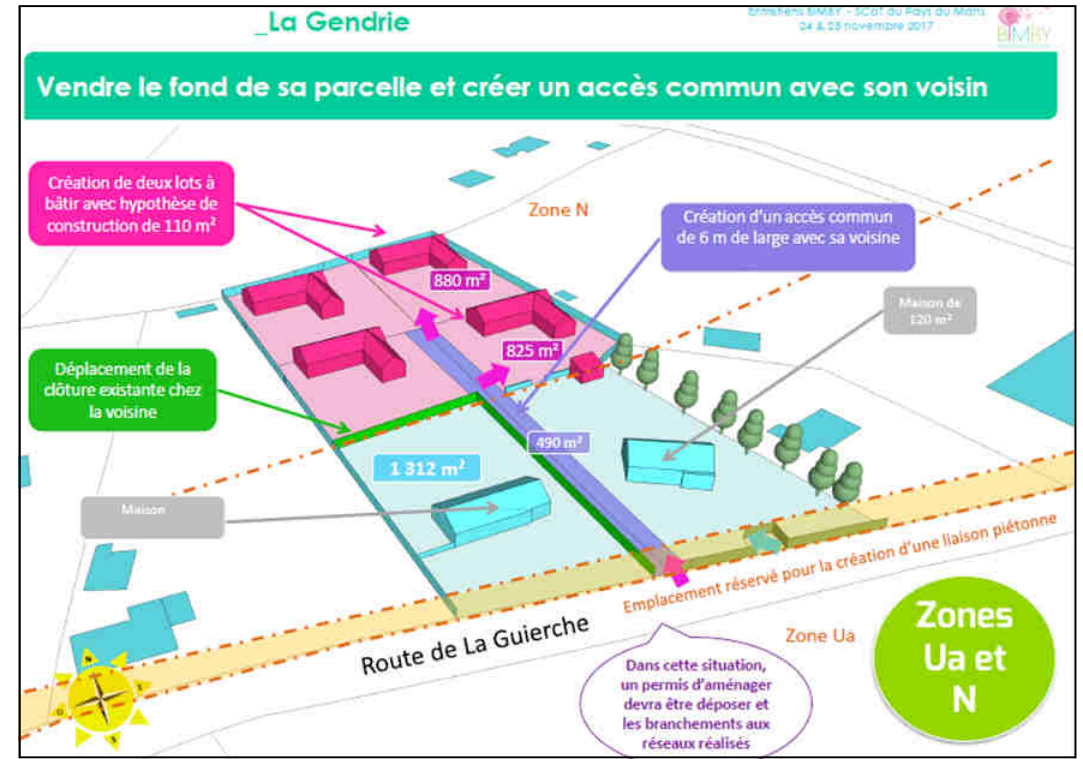 _La Gendrie
Entretiens BIMBY - SCoT du Pays du Mans
24 & 25 novembre 2017
BIMBY
Vendre le fond de sa parcelle et créer un accès commun avec son voisin
Création de deux lots à
bâtir avec hypothèse de
construction de 110 m²
Zone N
Création d'un accès commun
de 6 m de large avec sa voisine
880 m²
Maison de
120 m²
825 m²
Déplacement de la
clôture existante chez
la voisine
490 m²
1 312 m²
Maison
Emplacement réservé pour la création d'une liaison piétonne
Route de La Guierche
Zone Ua
Zones
Ua et
N
Dans cette situation,
un permis d'aménager
devra être déposer et
les branchements aux
réseaux réalisés